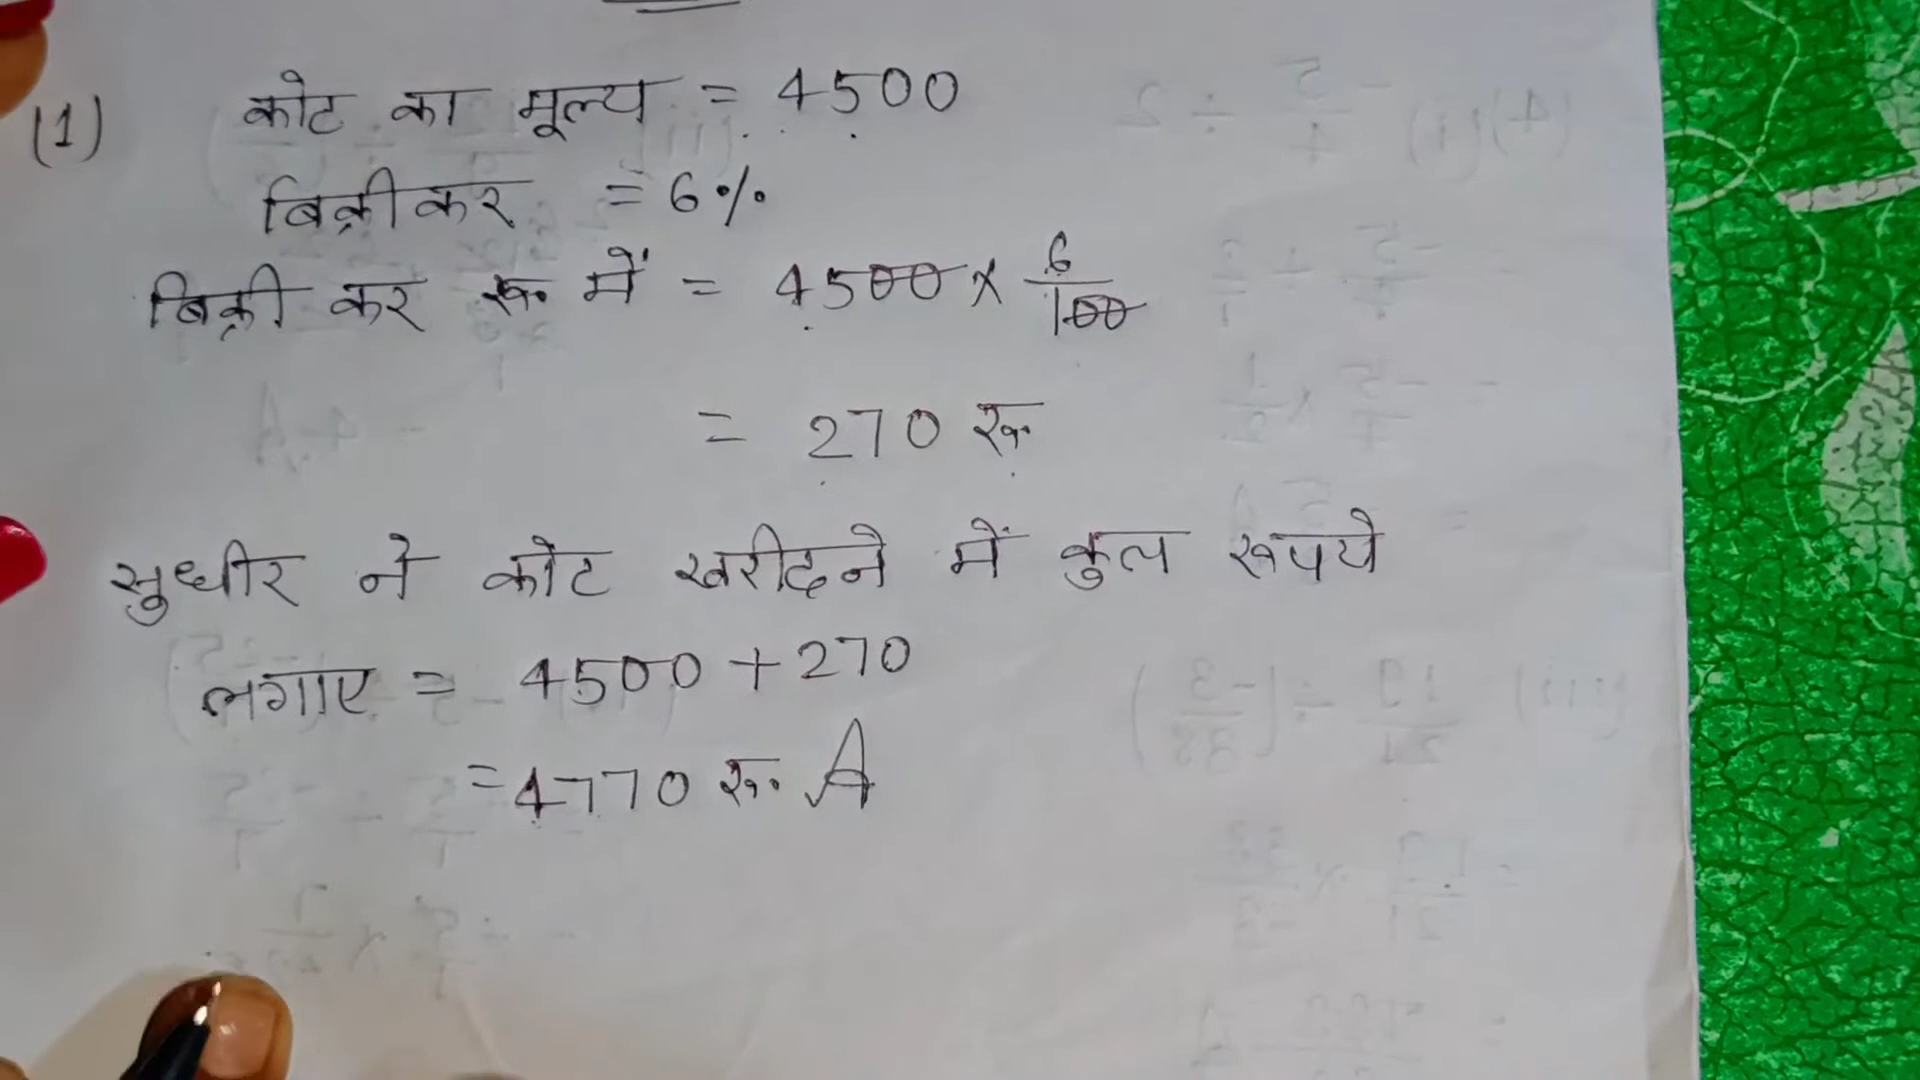 (1) कोट का मूल्य = 4500
बिक्रीकर = 6%
बिक्री कर रू. में = 4500 × 6/100
= 270 रू
सुधीर ने कोट खरीदने में कुल रूपये
लगाए = 4500 + 270
= 4770 रू. A